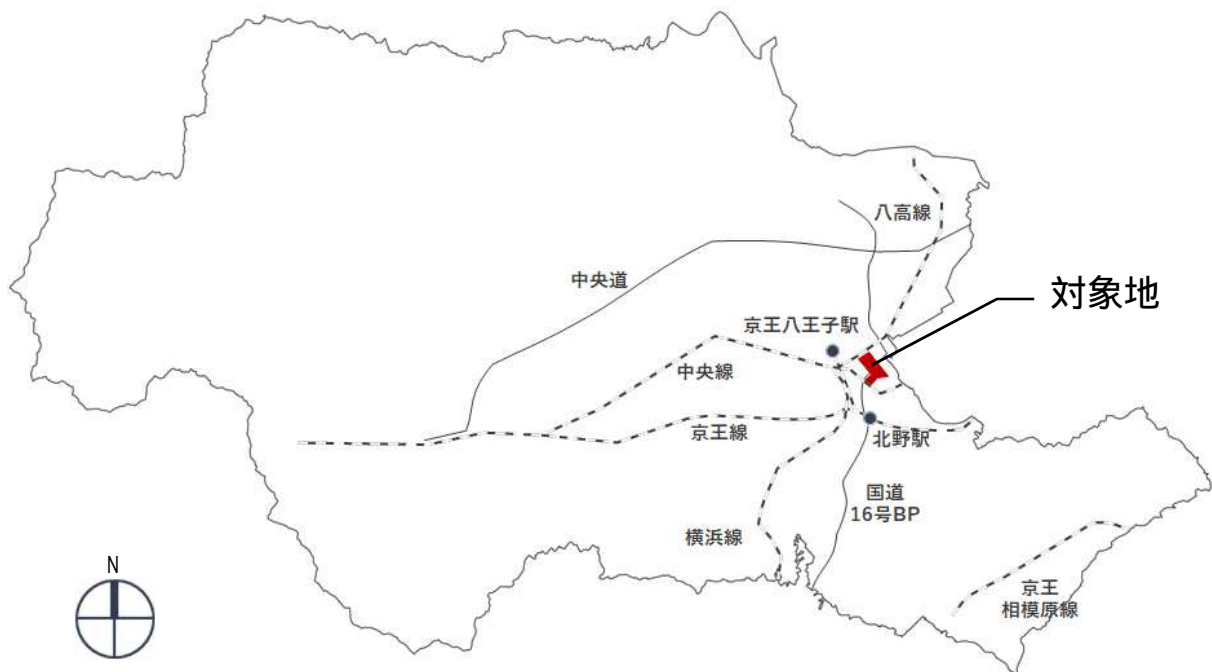 八高線
中央道
対象地
京王八王子駅
中央線
京王線
北野駅
国道
16号BP
横浜線
N
京王
相模原線